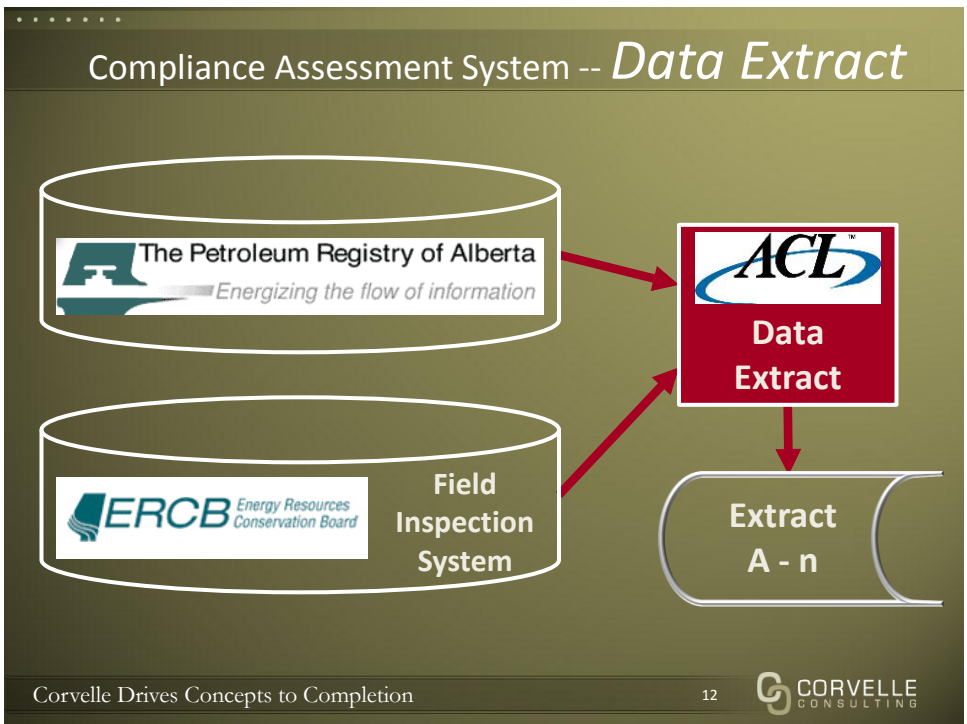 Compliance Assessment System -- Data Extract
The Petroleum Registry of Alberta
Energizing the flow of information
ACL™
Data
Extract
ERCB Energy Resources
Conservation Board
Field
Inspection
System
Extract
A - n
Corvelle Drives Concepts to Completion
12
CORVELLE
CONSULTING